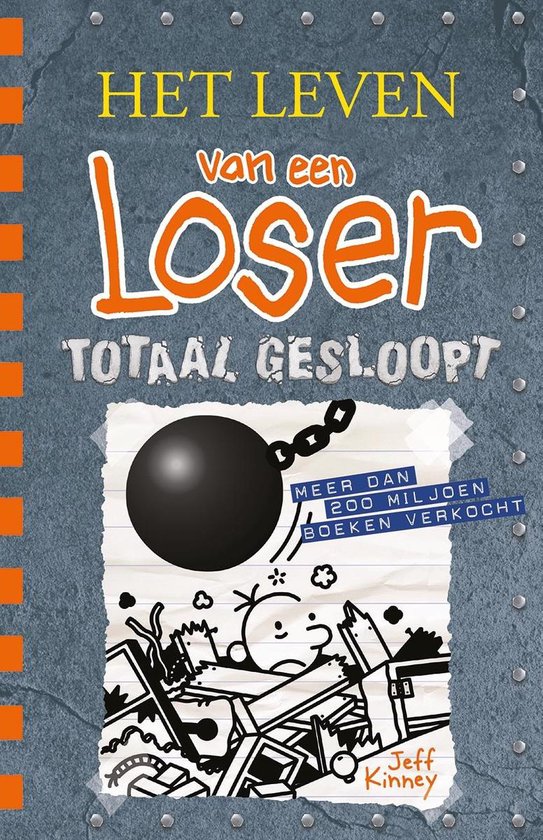 HET LEVEN
van een
Loser
TOTAAL GESLOOPT
MEER DAN
200 MILJOEN
BOEKEN VERKOCHT
Jeff
Kinney